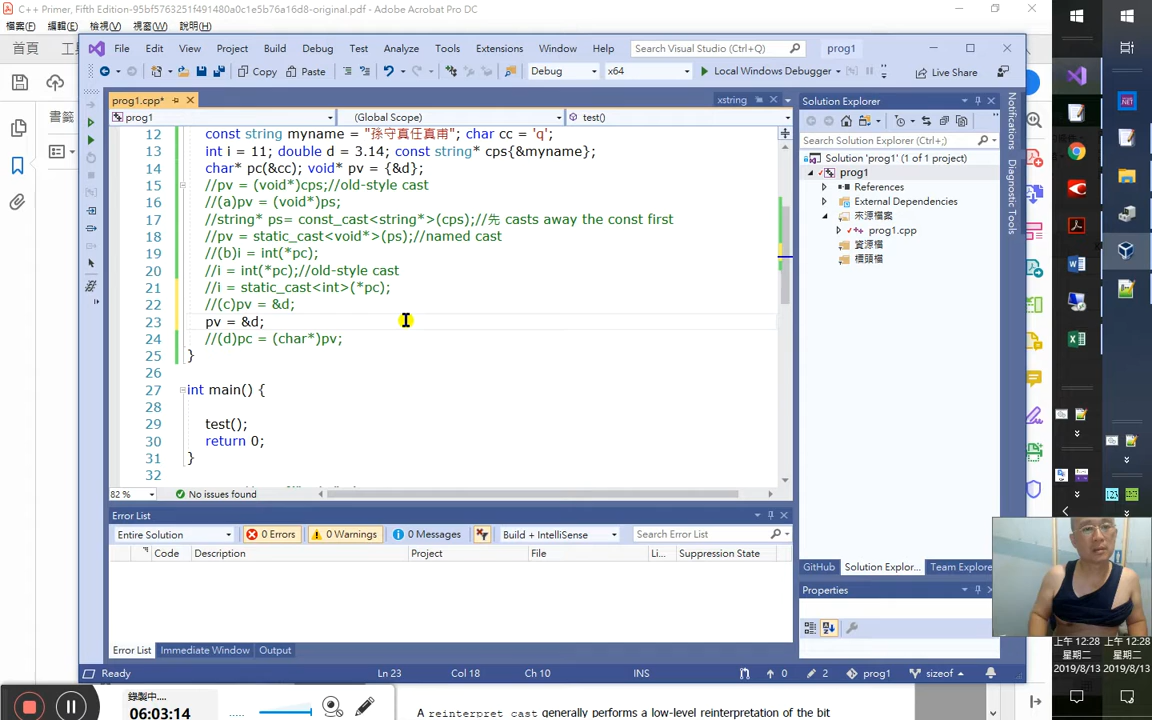 C++ Primer, Fifth Edition-95bf5763731249480a0c1e5b76a16d8-original.pdf - Adobe Acrobat Pro DC
檔案(F) 編輯(E) 檢視(V) 視窗(W) 說明(H)
首頁
書籤
File Edit View Project Build Debug Test Analyze Tools Extensions Window Help
Search Visual Studio (Ctrl+Q)
prog1
Copy Paste Debug x64 Local Windows Debugger Live Share
prog1.cpp* xstring
prog1 (Global Scope) test()
12 const string myname = "孫守真任真甫"; char cc = 'q';
13 int i = 11; double d = 3.14; const string* cps{&myname};
14 char* pc(&cc); void* pv = {&d};
15 //pv = (void*)cps;//old-style cast
16 //(a)pv = (void*)ps;
17 //string* ps= const_cast<string*>(cps);//先 casts away the const first
18 //pv = static_cast<void*>(ps);//named cast
19 //(b)i = int(*pc);
20 //i = int(*pc);//old-style cast
21 //i = static_cast<int>(*pc);
22 //(c)pv = &d;
23 pv = &d;
24 //(d)pc = (char*)pv;
25 }
26
27 int main() {
28
29 test();
30 return 0;
31 }
32
82 % No issues found
Error List
Entire Solution 0 Errors 0 Warnings 0 Messages Build + IntelliSense Search Error List
Code Description Project File Li... Suppression State
Error List Immediate Window Output
Ready Ln 23 Col 18 Ch 10 INS 0 2 prog1 sizeof
Solution Explorer
Search Solution Explorer (Ctrl+;)
Solution 'prog1' (1 of 1 project)
prog1
References
External Dependencies
來源檔案
prog1.cpp
資源檔
標頭檔
GitHub Solution Explor... Team Explorer
Properties
Notifications
Diagnostic Tools
錄製中...
06:03:14
A reinterpret_cast generally performs a low-level reinterpretation of the bit
上午 12:28 上午 12:28
星期二 星期二
2019/8/13 2019/8/13